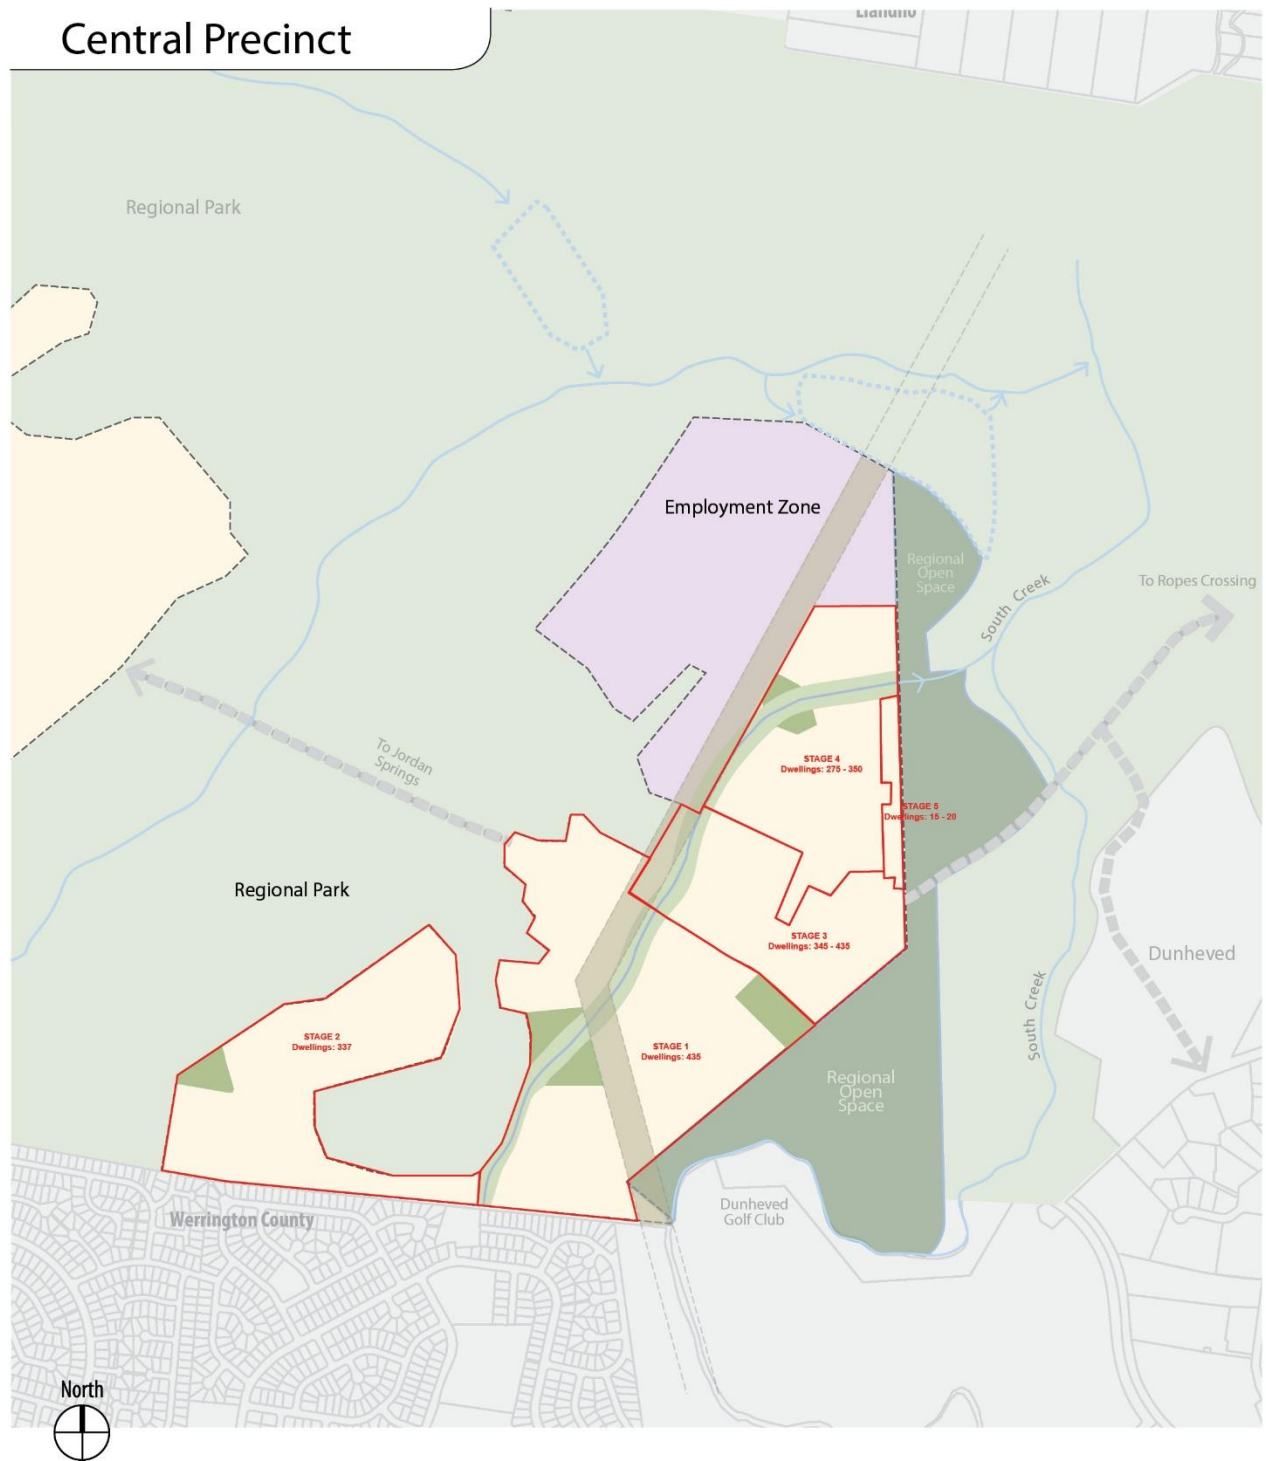 Central Precinct
Llandilo
Regional Park
Employment Zone
Regional
Open
Space
South Creek
To Ropes Crossing
To Jordan
Springs
STAGE 4
Dwellings: 275 - 350
STAGE 5
Dwellings: 15 - 20
Regional Park
STAGE 3
Dwellings: 345 - 435
Dunheved
South Creek
STAGE 2
Dwellings: 337
STAGE 1
Dwellings: 435
Regional
Open
Space
Werrington County
Dunheved
Golf Club
North